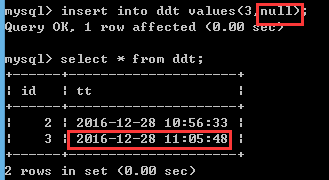 mysql> insert into ddt values(3,null);
Query OK, 1 row affected (0.00 sec)
mysql> select * from ddt;
+------+---------------------+
| id   | tt                  |
+------+---------------------+
|    2 | 2016-12-28 10:56:33 |
|    3 | 2016-12-28 11:05:48 |
+------+---------------------+
2 rows in set (0.00 sec)